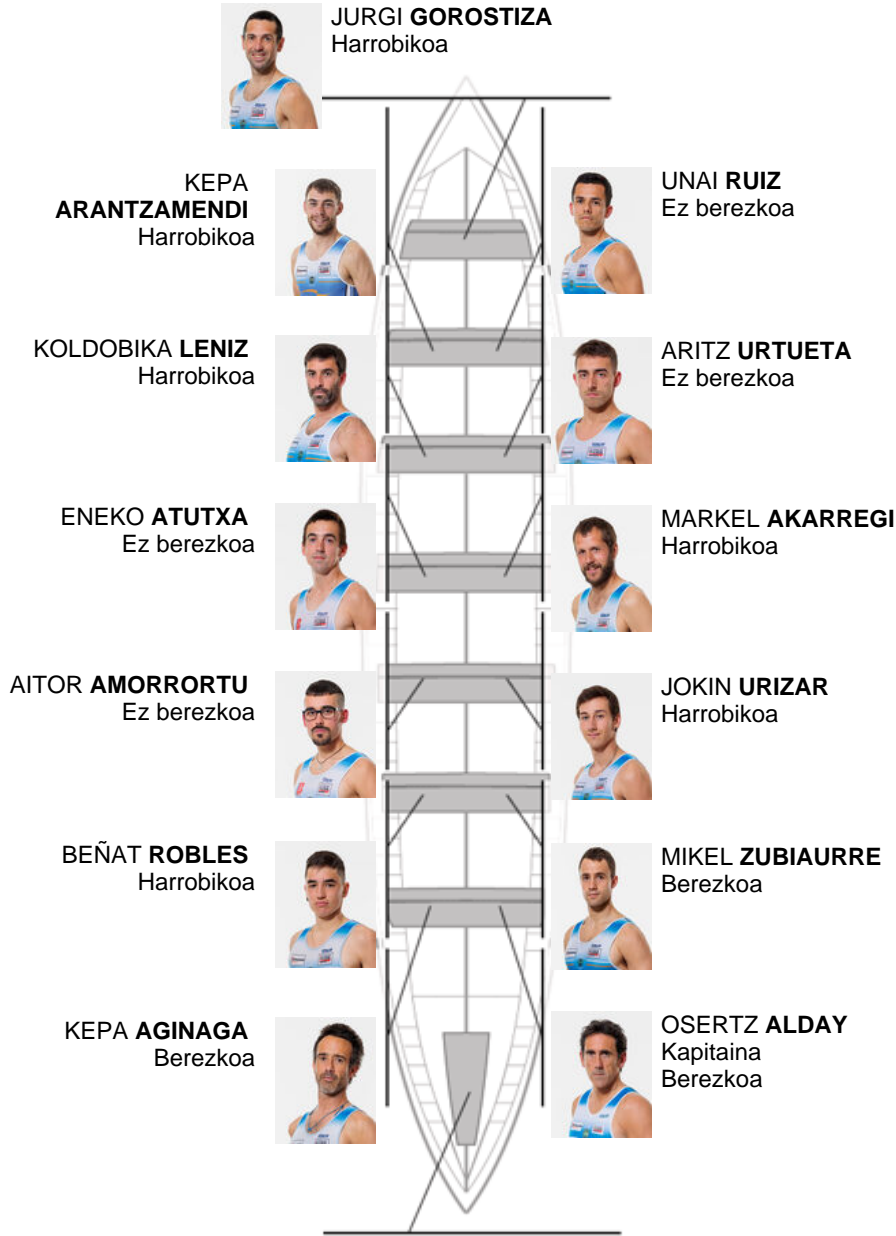 JURGI GOROSTIZA
Harrobikoa
KEPA
ARANTZAMENDI
Harrobikoa
UNAI RUIZ
Ez berezkoa
KOLDOBIKA LENIZ
Harrobikoa
ARITZ URTUETA
Ez berezkoa
ENEKO ATUTXA
Ez berezkoa
MARKEL AKARREGI
Harrobikoa
AITOR AMORRORTU
Ez berezkoa
JOKIN URIZAR
Harrobikoa
BEÑAT ROBLES
Harrobikoa
MIKEL ZUBIAURRE
Berezkoa
KEPA AGINAGA
Berezkoa
OSERTZ ALDAY
Kapitaina
Berezkoa